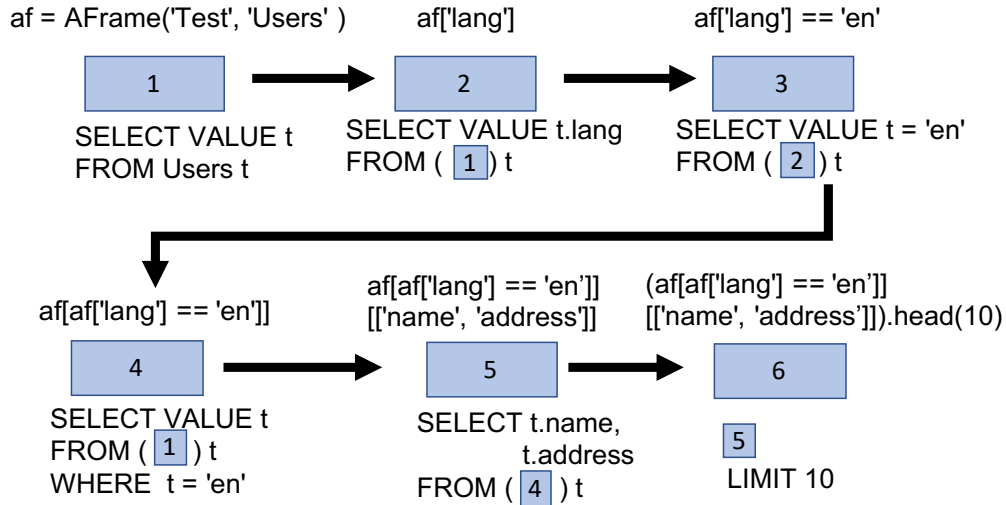 af = AFrame('Test', 'Users' )
1
SELECT VALUE t
FROM Users t
af['lang']
2
SELECT VALUE t.lang
FROM ( 1 ) t
af['lang'] == 'en'
3
SELECT VALUE t = 'en'
FROM ( 2 ) t
af[af['lang'] == 'en']]
4
SELECT VALUE t
FROM ( 1 ) t
WHERE t = 'en'
af[af['lang'] == 'en’]]
[['name', 'address']]
5
SELECT t.name,
t.address
FROM ( 4 ) t
(af[af['lang'] == 'en’]]
[['name', 'address’]]).head(10)
6
5
LIMIT 10